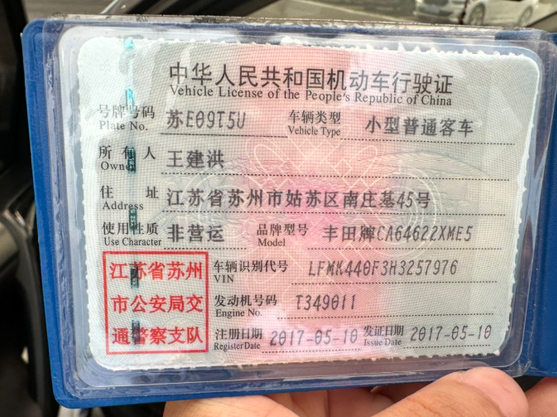 中华人民共和国机动车行驶证
Vehicle License of the People's Republic of China
号牌号码 苏E09T5U 车辆类型 小型普通客车
Plate No. Vehicle Type
所有人 王建洪
Owner
住址 江苏省苏州市姑苏区南庄基45号
Address
使用性质 非营运 品牌型号 丰田牌CA64622XME5
Use Character Model
江苏省苏州 车辆识别代号 LFMK440F3H3257976
VIN
市公安局交 发动机号码 T349011
Engine No.
通警察支队 注册日期 2017-05-10 发证日期 2017-05-10
Register Date Issue Date